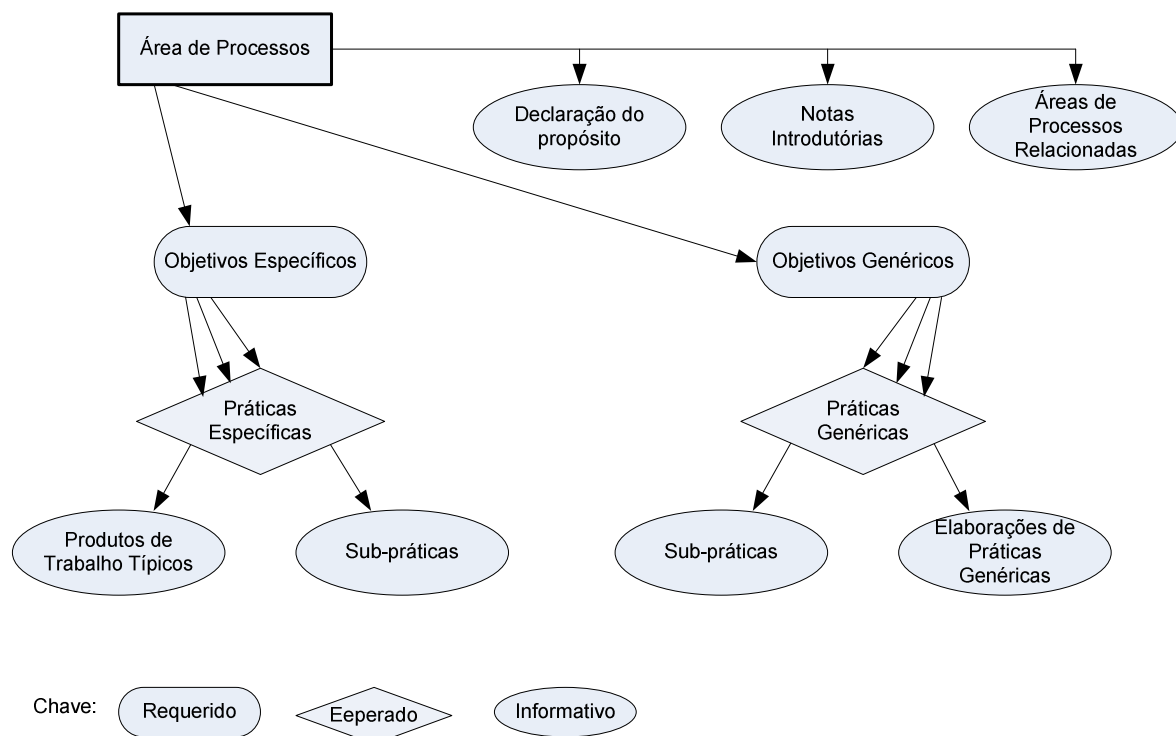 Área de Processos
Declaração do
propósito
Notas
Introdutórias
Áreas de
Processos
Relacionadas
Objetivos Específicos
Objetivos Genéricos
Práticas
Específicas
Práticas
Genéricas
Produtos de
Trabalho Típicos
Sub-práticas
Sub-práticas
Elaborações de
Práticas
Genéricas
Chave:
Requerido
Eeperado
Informativo